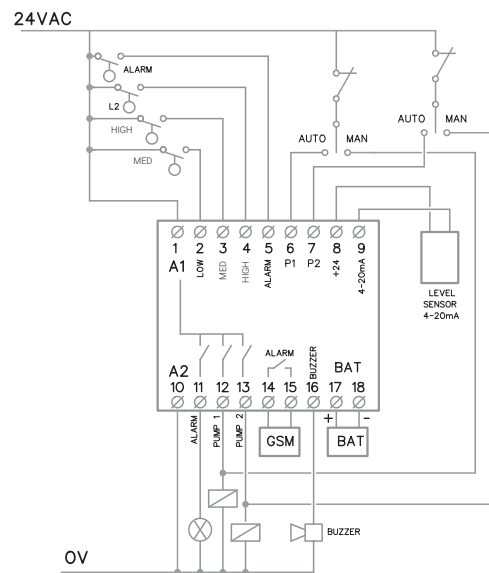 24VAC
ALARM
L2
HIGH
MED
AUTO MAN
AUTO MAN
1 2 3 4 5 6 7 8 9
A1
LOW
MED
HIGH
ALARM
P1
P2
+24
4-20mA
LEVEL
SENSOR
4-20mA
ALARM
BUZZER
BAT
A2
10 11 12 13 14 15 16 17 18
ALARM
PUMP 1
PUMP 2
GSM
+ -
BAT
BUZZER
0V